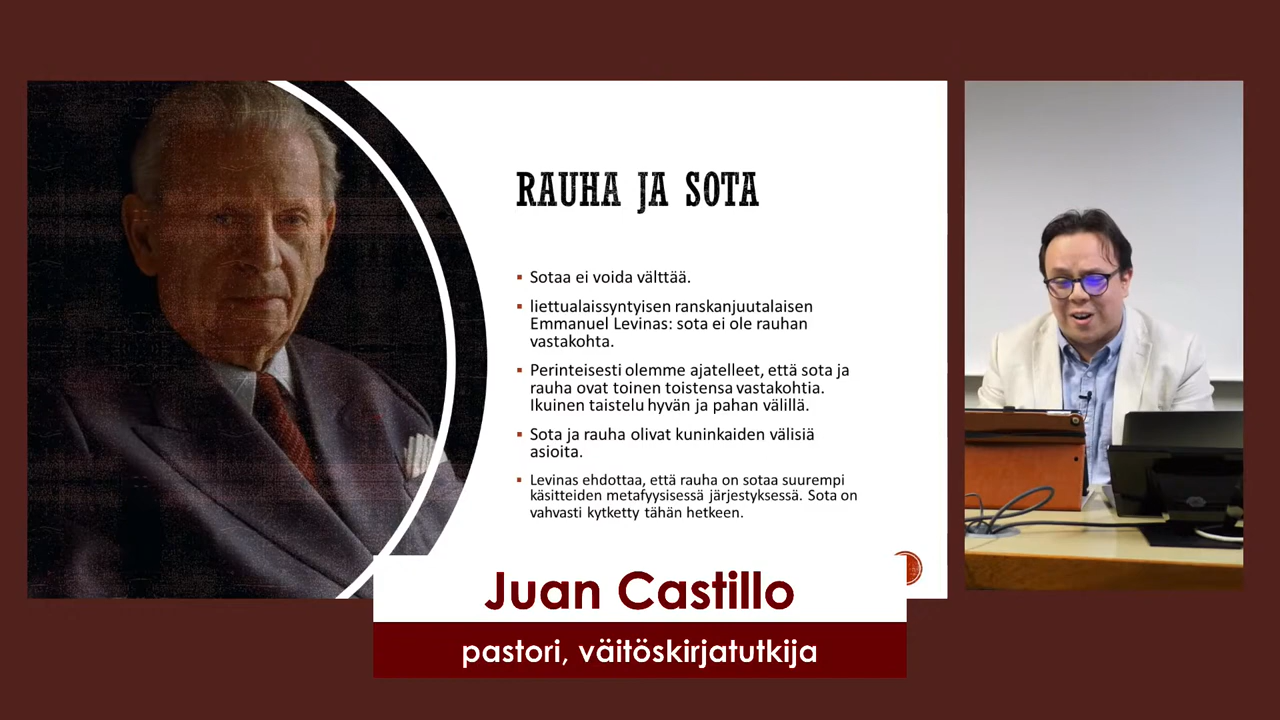 RAUHA JA SOTA
Sotaa ei voida välttää.
liettualaissyntyisen ranskanjuutalaisen
Emmanuel Levinas: sota ei ole rauhan
vastakohta.
Perinteisesti olemme ajatelleet, että sota ja
rauha ovat toinen toistensa vastakohtia.
Ikuinen taistelu hyvän ja pahan välillä.
Sota ja rauha olivat kuninkaiden välisiä
asioita.
Levinas ehdottaa, että rauha on sotaa suurempi
käsitteiden metafyysisessä järjestyksessä. Sota on
vahvasti kytketty tähän hetkeen.
Juan Castillo
pastori, väitöskirjatutkija